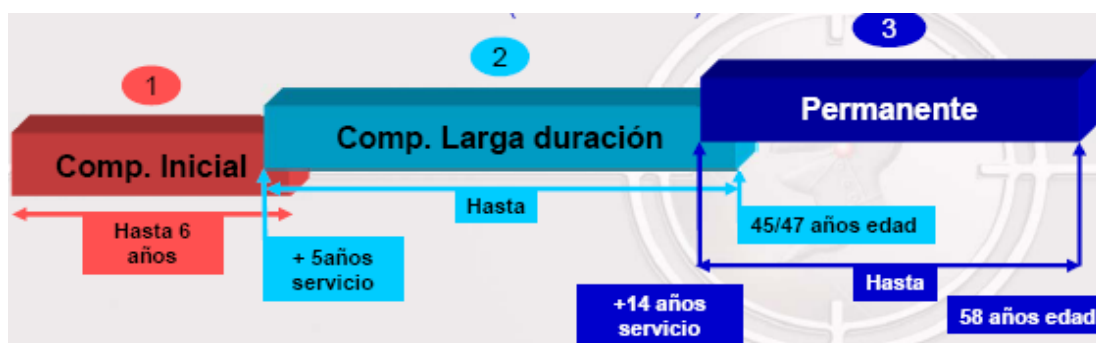 1
2
3
Comp. Inicial
Comp. Larga duración
Permanente
Hasta 6
años
+ 5años
servicio
Hasta
45/47 años edad
+14 años
servicio
Hasta
58 años edad